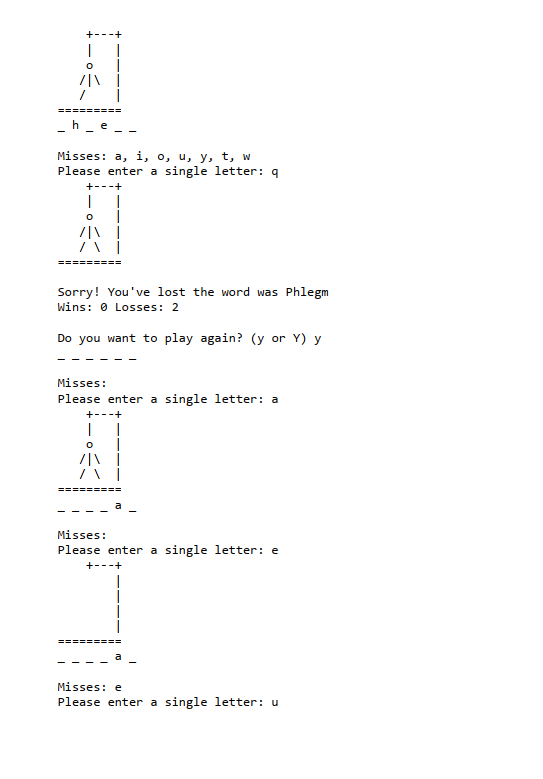 +---+
    |   |
    o   |
   /|\  |
   /    |
=========
_ h _ e _ _

Misses: a, i, o, u, y, t, w
Please enter a single letter: q
    +---+
    |   |
    o   |
   /|\  |
   / \  |
=========

Sorry! You've lost the word was Phlegm
Wins: 0 Losses: 2

Do you want to play again? (y or Y) y
_ _ _ _ _ _

Misses:
Please enter a single letter: a
    +---+
    |   |
    o   |
   /|\  |
   / \  |
=========
_ _ _ _ a _

Misses:
Please enter a single letter: e
    +---+
        |
        |
        |
        |
=========
_ _ _ _ a _

Misses: e
Please enter a single letter: u